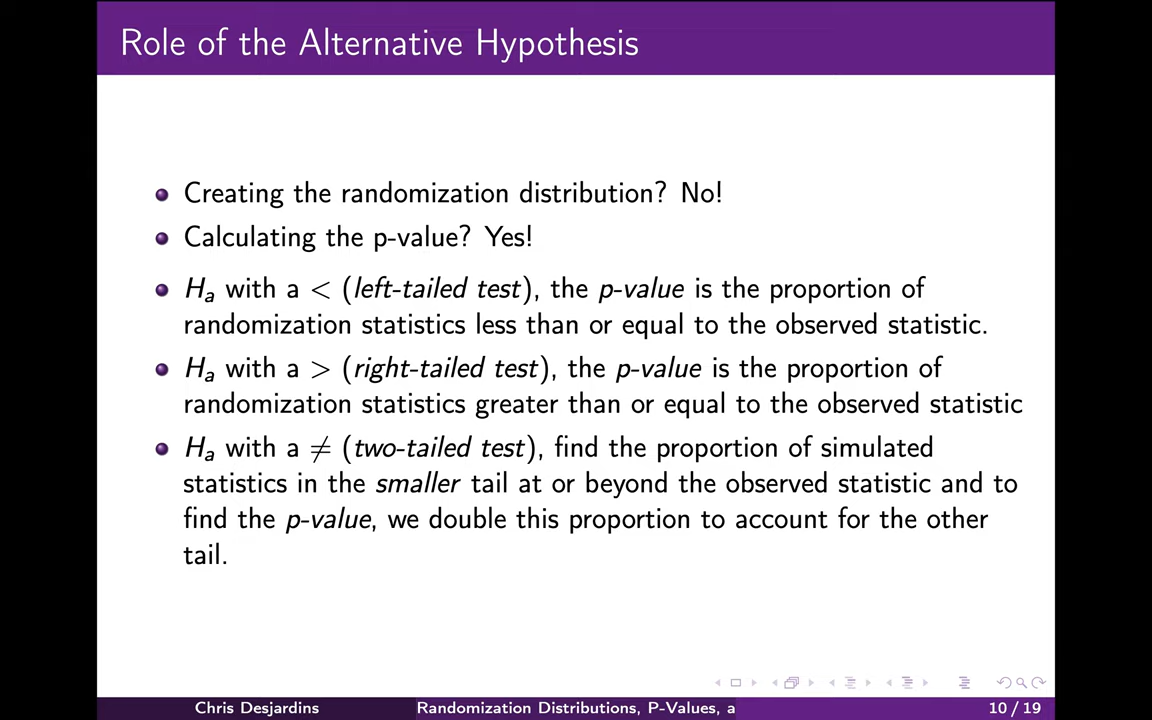 Role of the Alternative Hypothesis
Creating the randomization distribution? No!
Calculating the p-value? Yes!
Hₐ with a < (left-tailed test), the p-value is the proportion of
randomization statistics less than or equal to the observed statistic.
Hₐ with a > (right-tailed test), the p-value is the proportion of
randomization statistics greater than or equal to the observed statistic
Hₐ with a ≠ (two-tailed test), find the proportion of simulated
statistics in the smaller tail at or beyond the observed statistic and to
find the p-value, we double this proportion to account for the other
tail.
Chris Desjardins
Randomization Distributions, P-Values, a
10 / 19